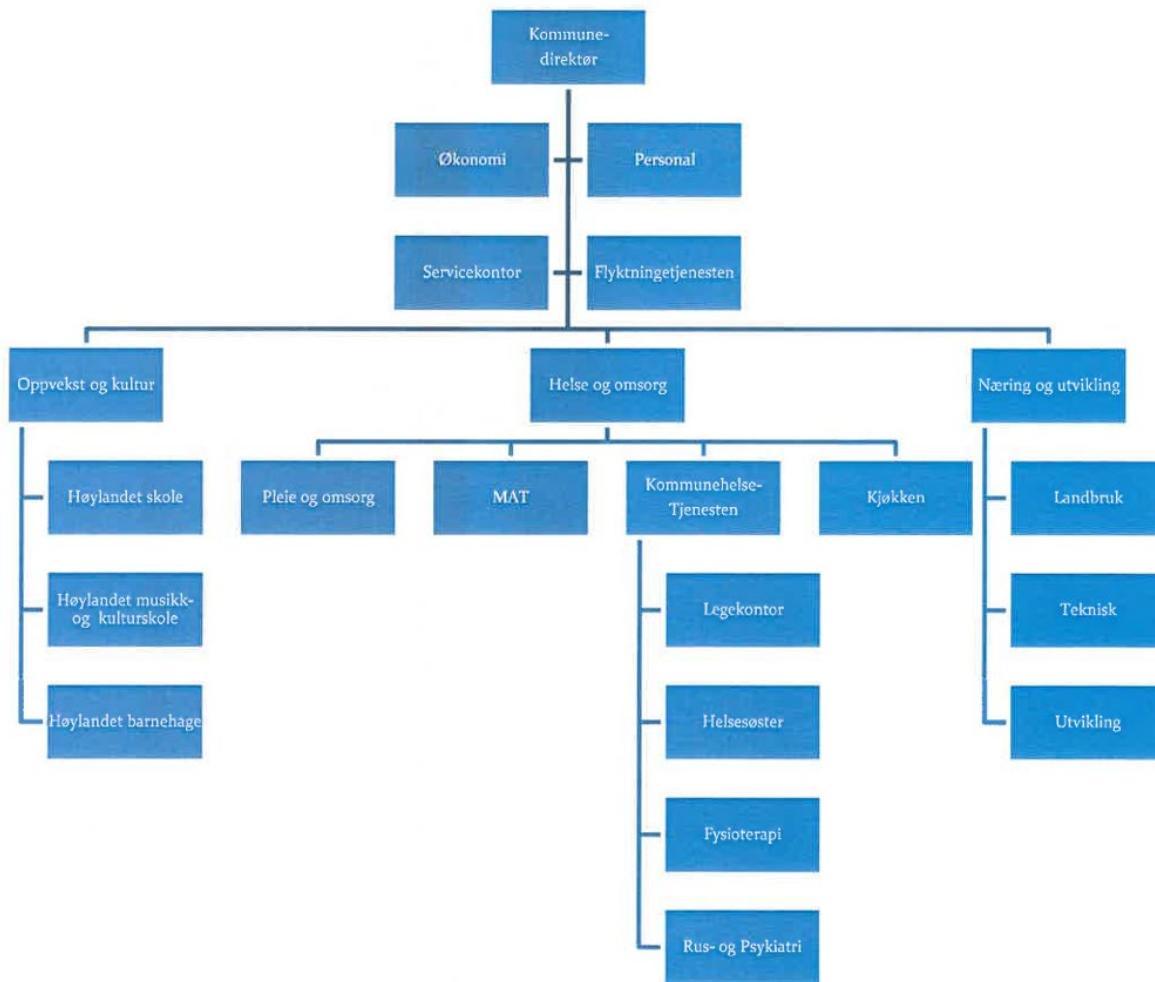 Kommune-
direktør
Økonomi
Personal
Servicekontor
Flyktningetjenesten
Oppvekst og kultur
Helse og omsorg
Næring og utvikling
Høylandet skole
Pleie og omsorg
MAT
Kommunehelse-
Tjenesten
Kjøkken
Landbruk
Høylandet musikk-
og kulturskole
Legekontor
Teknisk
Høylandet barnehage
Helsesøster
Utvikling
Fysioterapi
Rus- og Psykiatri